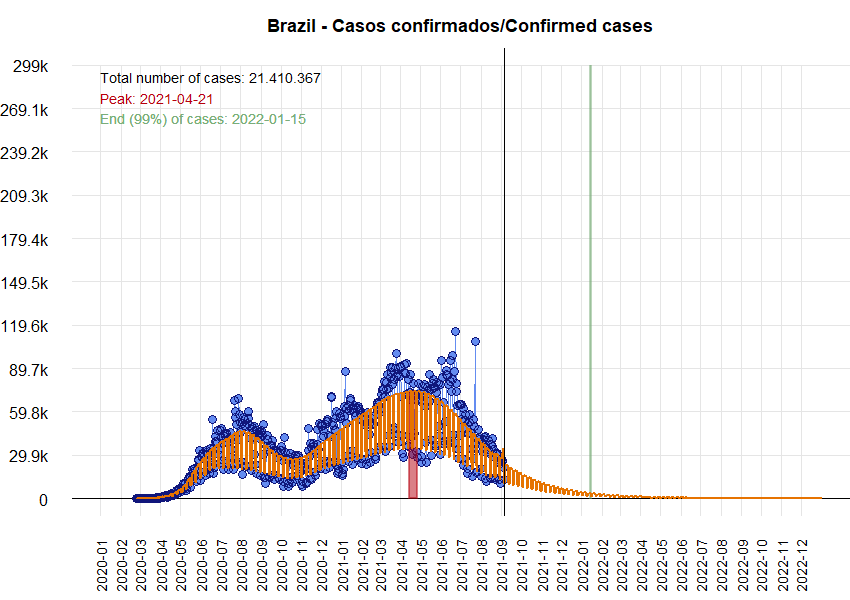 Brazil - Casos confirmados/Confirmed cases
Total number of cases: 21.410.367
Peak: 2021-04-21
End (99%) of cases: 2022-01-15
299k
269.1k
239.2k
209.3k
179.4k
149.5k
119.6k
89.7k
59.8k
29.9k
0
2020-01
2020-02
2020-03
2020-04
2020-05
2020-06
2020-07
2020-08
2020-09
2020-10
2020-11
2020-12
2021-01
2021-02
2021-03
2021-04
2021-05
2021-06
2021-07
2021-08
2021-09
2021-10
2021-11
2021-12
2022-01
2022-02
2022-03
2022-04
2022-05
2022-06
2022-07
2022-08
2022-09
2022-10
2022-11
2022-12